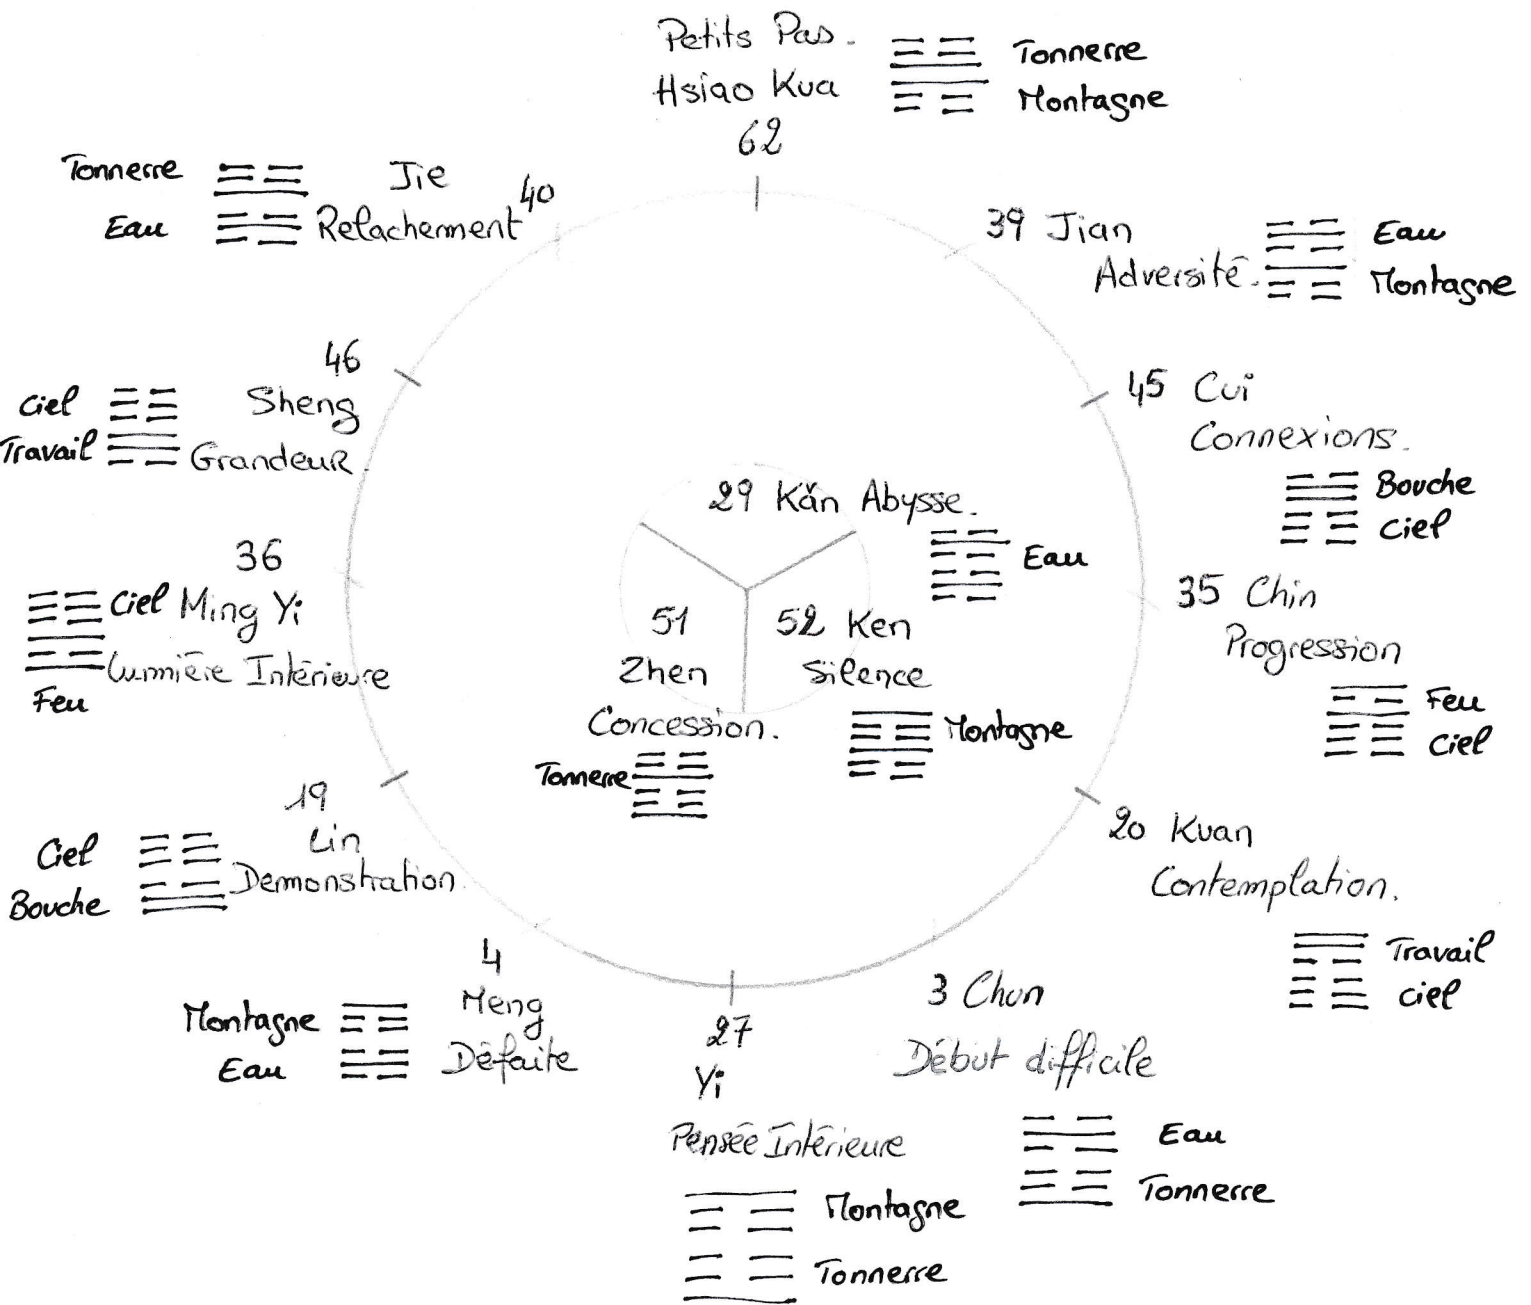 Petits Pas.
Hsiao Kua
62
Tonnerre
Montagne
39 Jian
Adversité.
Eau
Montagne
45 Cui
Connexions.
Bouche
Ciel
35 Chin
Progression
Feu
Ciel
20 Kuan
Contemplation.
Travail
Ciel
3 Chun
Début difficile
Eau
Tonnerre
27
Yi
Pensée Intérieure
Montagne
Tonnerre
4
Meng
Défaite
Montagne
Eau
19
Lin
Demonstration.
Ciel
Bouche
36
Ming Yi
Lumière Intérieure
Ciel
Feu
46
Sheng
Grandeur.
Ciel
Travail
40
Jie
Relachement
Tonnerre
Eau
29 Kăn Abysse.
Eau
51
Zhen
Concession.
Tonnerre
52 Ken
Silence
Montagne